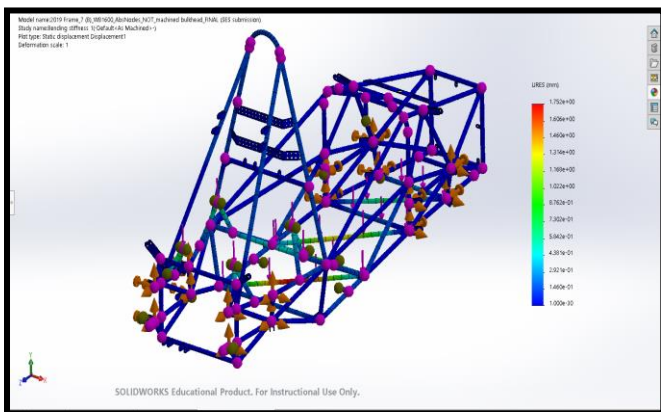 Model name:2019 Frame_7 (8)_WB1600_AbcNodes_NOT_machined bulkhead_FINAL (SES submission)
Study name:Bending stiffness 1(-Default<As Machined>-)
Plot type: Static displacement Displacement1
Deformation scale: 1
URES (mm)
1.752e+00
1.606e+00
1.460e+00
1.314e+00
1.168e+00
1.022e+00
8.762e-01
7.302e-01
5.842e-01
4.381e-01
2.921e-01
1.460e-01
1.000e-30
Y
X
Z
SOLIDWORKS Educational Product. For Instructional Use Only.